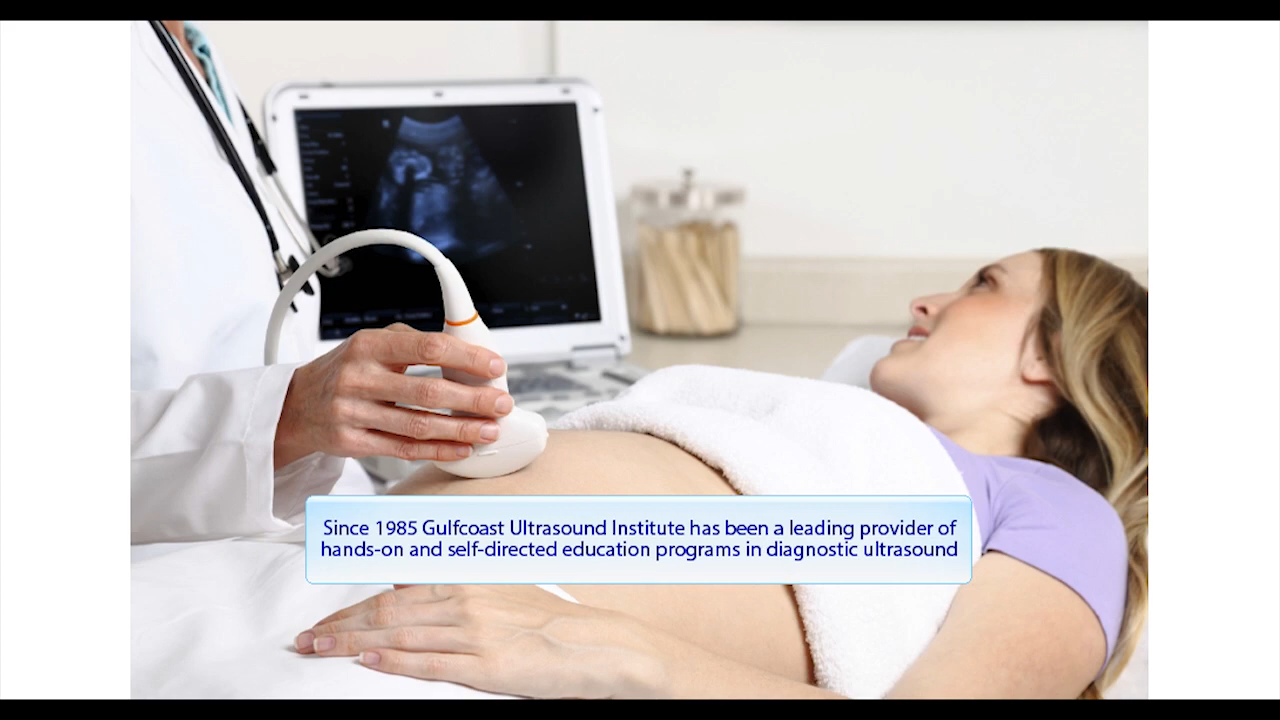 Since 1985 Gulfcoast Ultrasound Institute has been a leading provider of
hands-on and self-directed education programs in diagnostic ultrasound